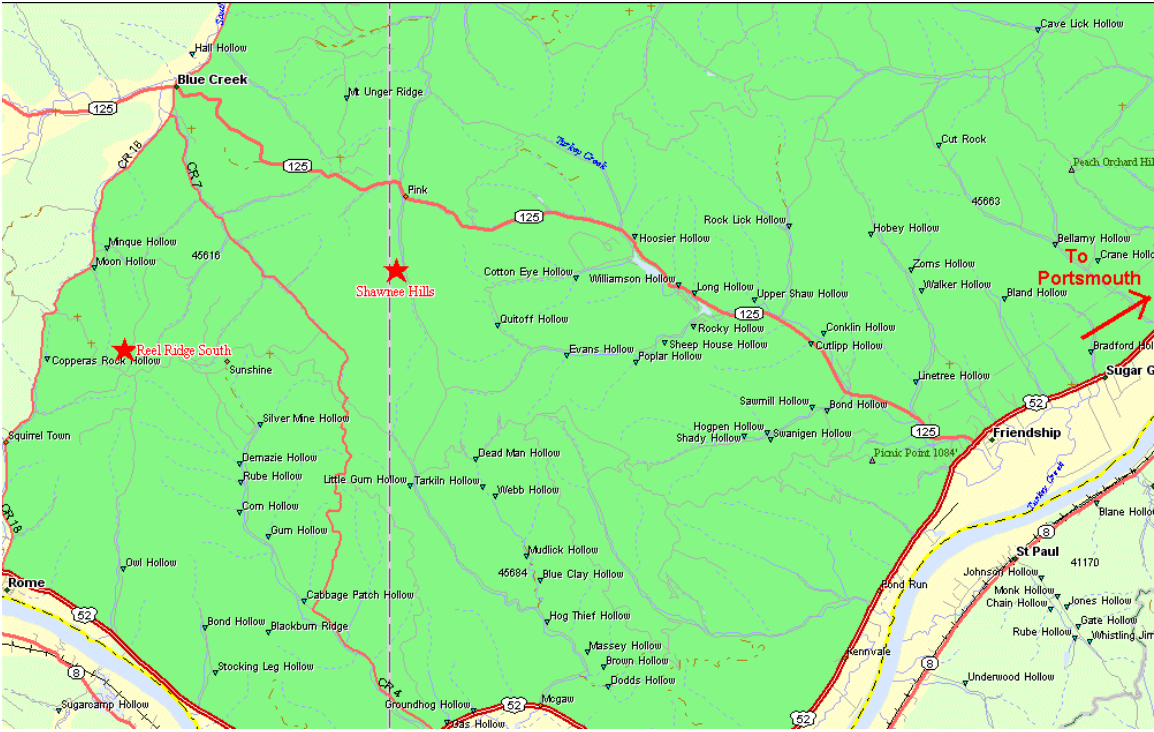 Cave Lick Hollow
Hall Hollow
Blue Creek
125
Mt Unger Ridge
CR 18
CR 7
125
Turkey Creek
Cut Rock
Peach Orchard Hil
Pink
125
45663
Rock Lick Hollow
Hobey Hollow
Hoosier Hollow
Minque Hollow
Moon Hollow
45616
Bellamy Hollow
Crane Hollo
To
Portsmouth
Zoms Hollow
Cotton Eye Hollow
Williamson Hollow
Long Hollow
Walker Hollow
Upper Shaw Hollow
Bland Hollow
Shawnee Hills
125
Quitoff Hollow
Rocky Hollow
Conklin Hollow
Sheep House Hollow
Cutlipp Hollow
Reel Ridge South
Copperas Rock Hollow
Evans Hollow
Poplar Hollow
Bradford Hol
Sunshine
Sugar G
Linetree Hollow
52
Sawmill Hollow
Bond Hollow
Silver Mine Hollow
Hogpen Hollow
Shady Hollow
Swanigen Hollow
125
Friendship
Squirrel Town
Picnic Point 1084'
Dead Man Hollow
Demazie Hollow
Rube Hollow
Little Gum Hollow
Tarkiln Hollow
Webb Hollow
Turkey Creek
Corn Hollow
CR 18
Blane Hollo
Gum Hollow
8
Mudlick Hollow
St Paul
Owl Hollow
45684
Blue Clay Hollow
Johnson Hollow
41170
Rome
Pond Run
Monk Hollow
Cabbage Patch Hollow
Chain Hollow
Jones Hollow
52
Hog Thief Hollow
Bond Hollow
Blackburn Ridge
Gate Hollow
Rube Hollow
Whistling Jim
Massey Hollow
Kennvale
Brown Hollow
8
8
Stocking Leg Hollow
Dodds Hollow
Underwood Hollow
CR 4
Sugarcamp Hollow
Groundhog Hollow
52
Mcgaw
52
Gas Hollow